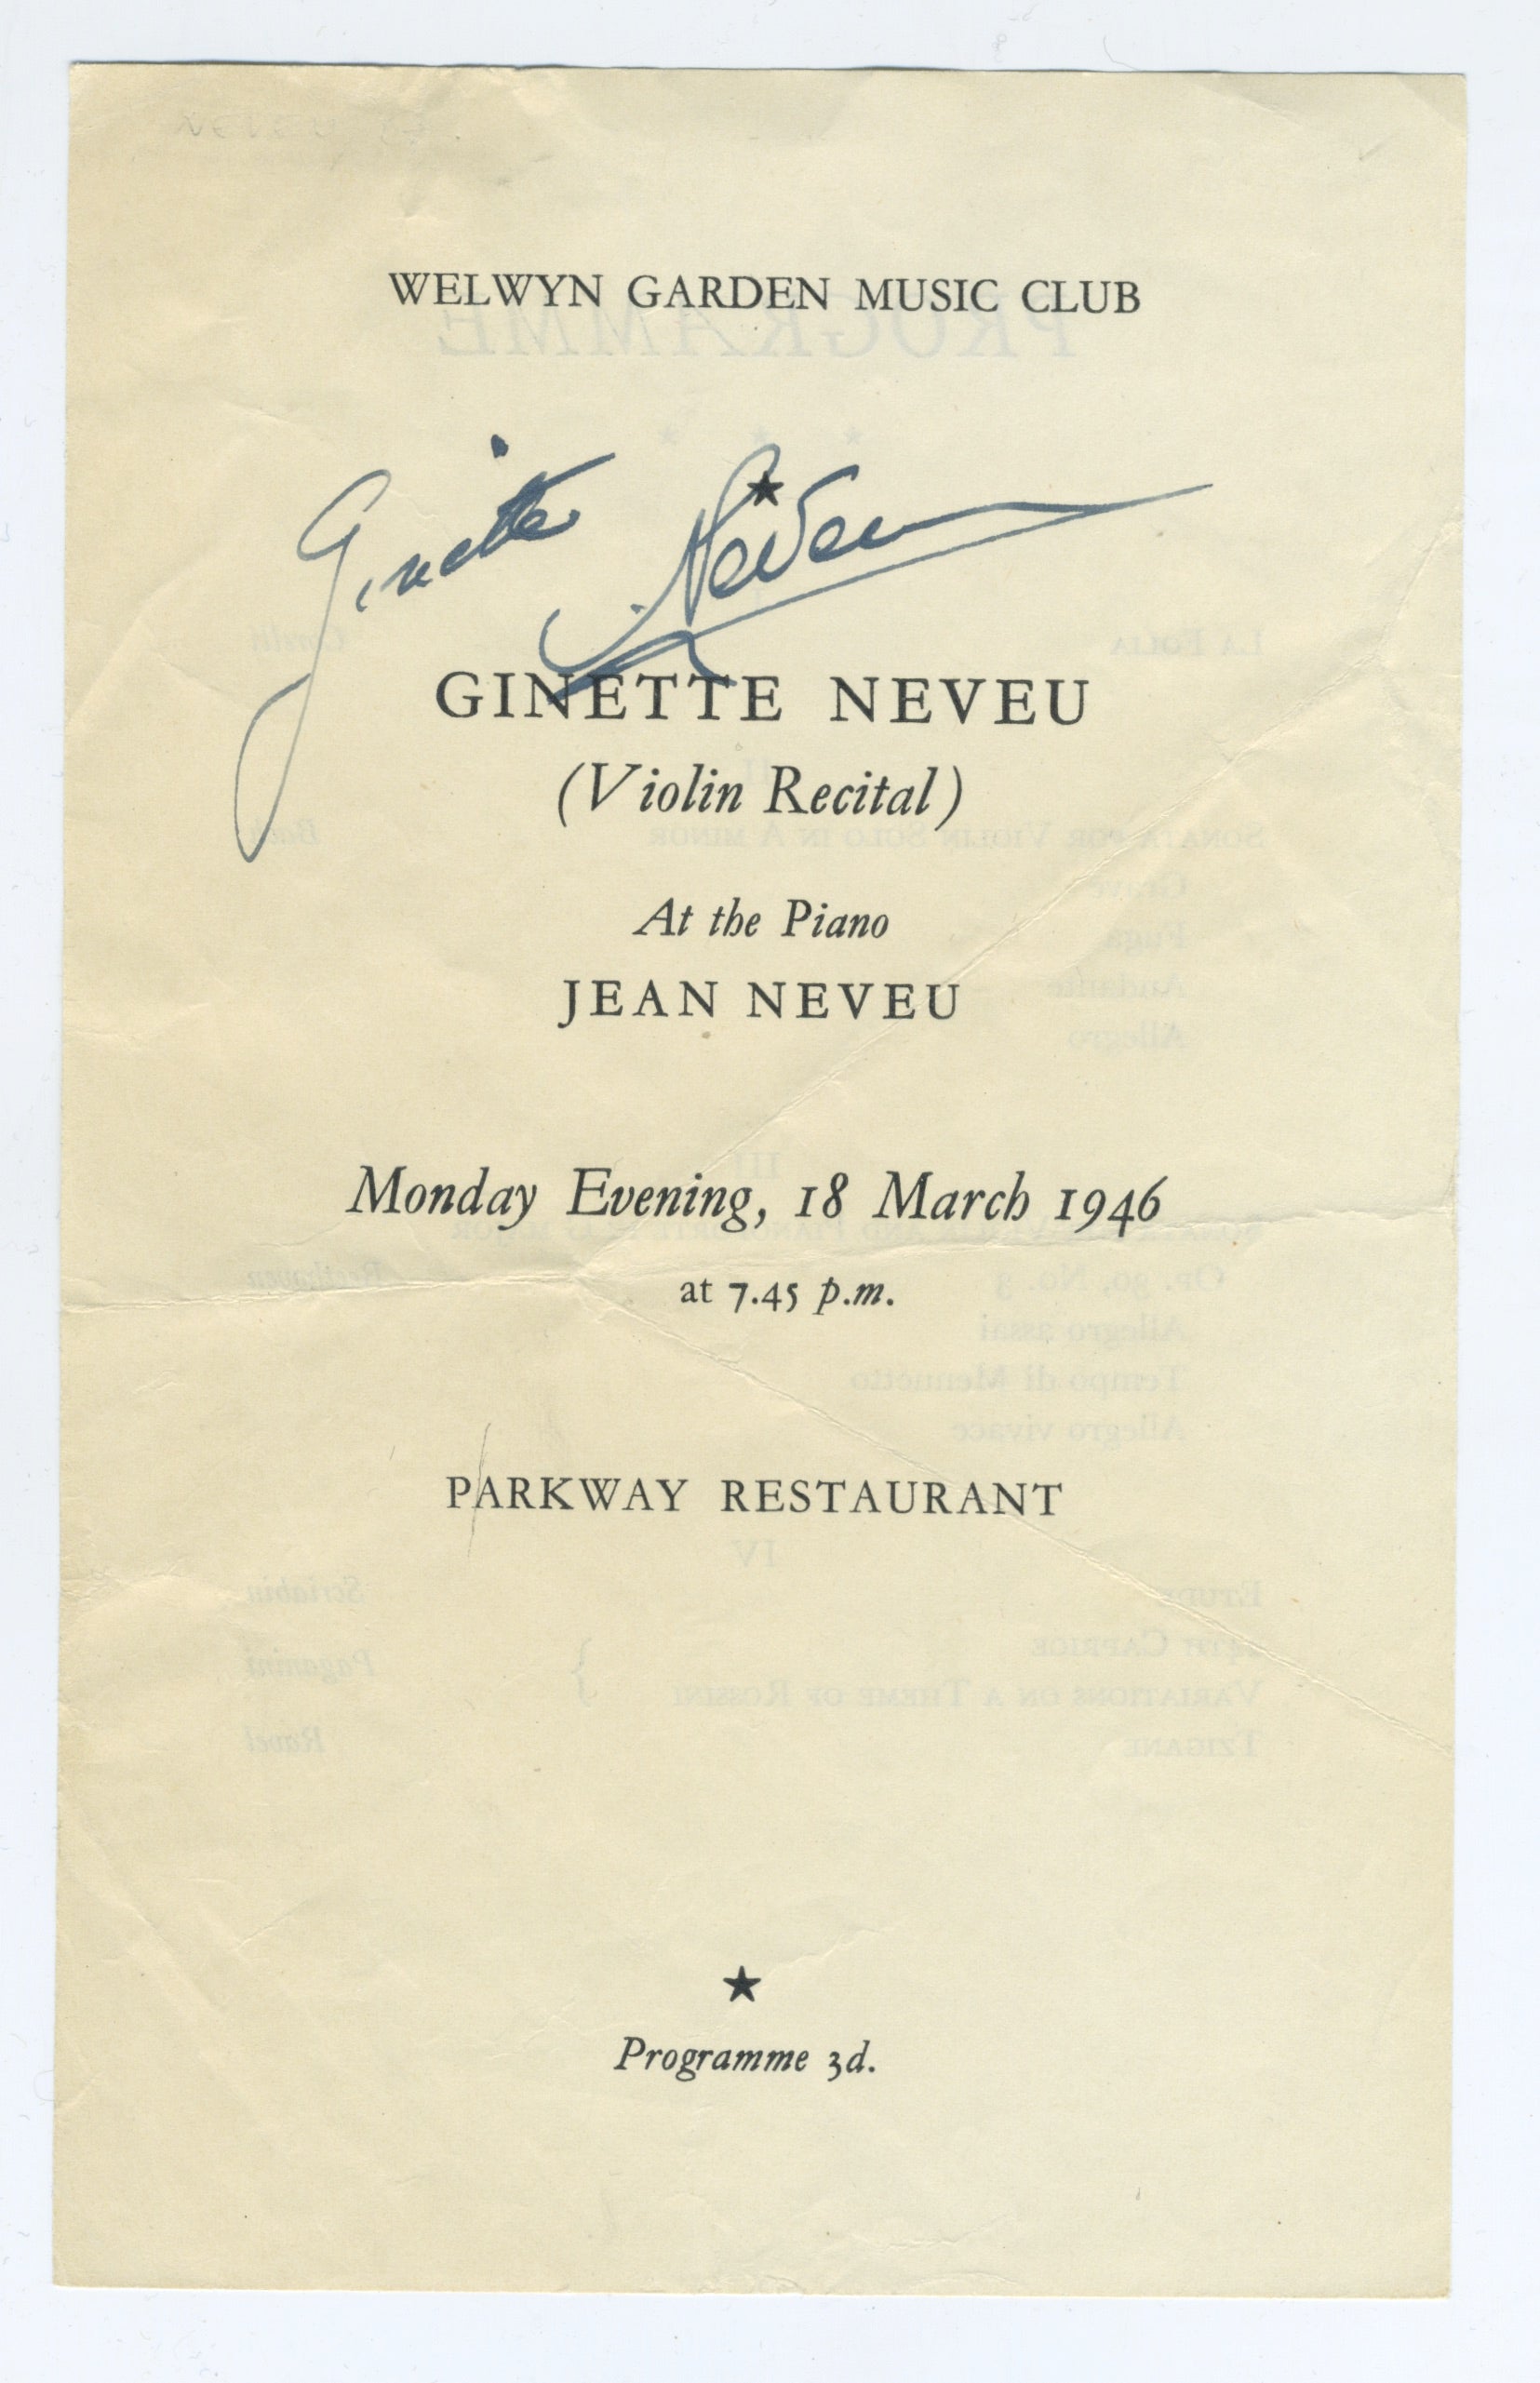 WELWYN GARDEN MUSIC CLUB
Ginette Neveu
GINETTE NEVEU
(Violin Recital)
At the Piano
JEAN NEVEU
Monday Evening, 18 March 1946
at 7.45 p.m.
PARKWAY RESTAURANT
Programme 3d.